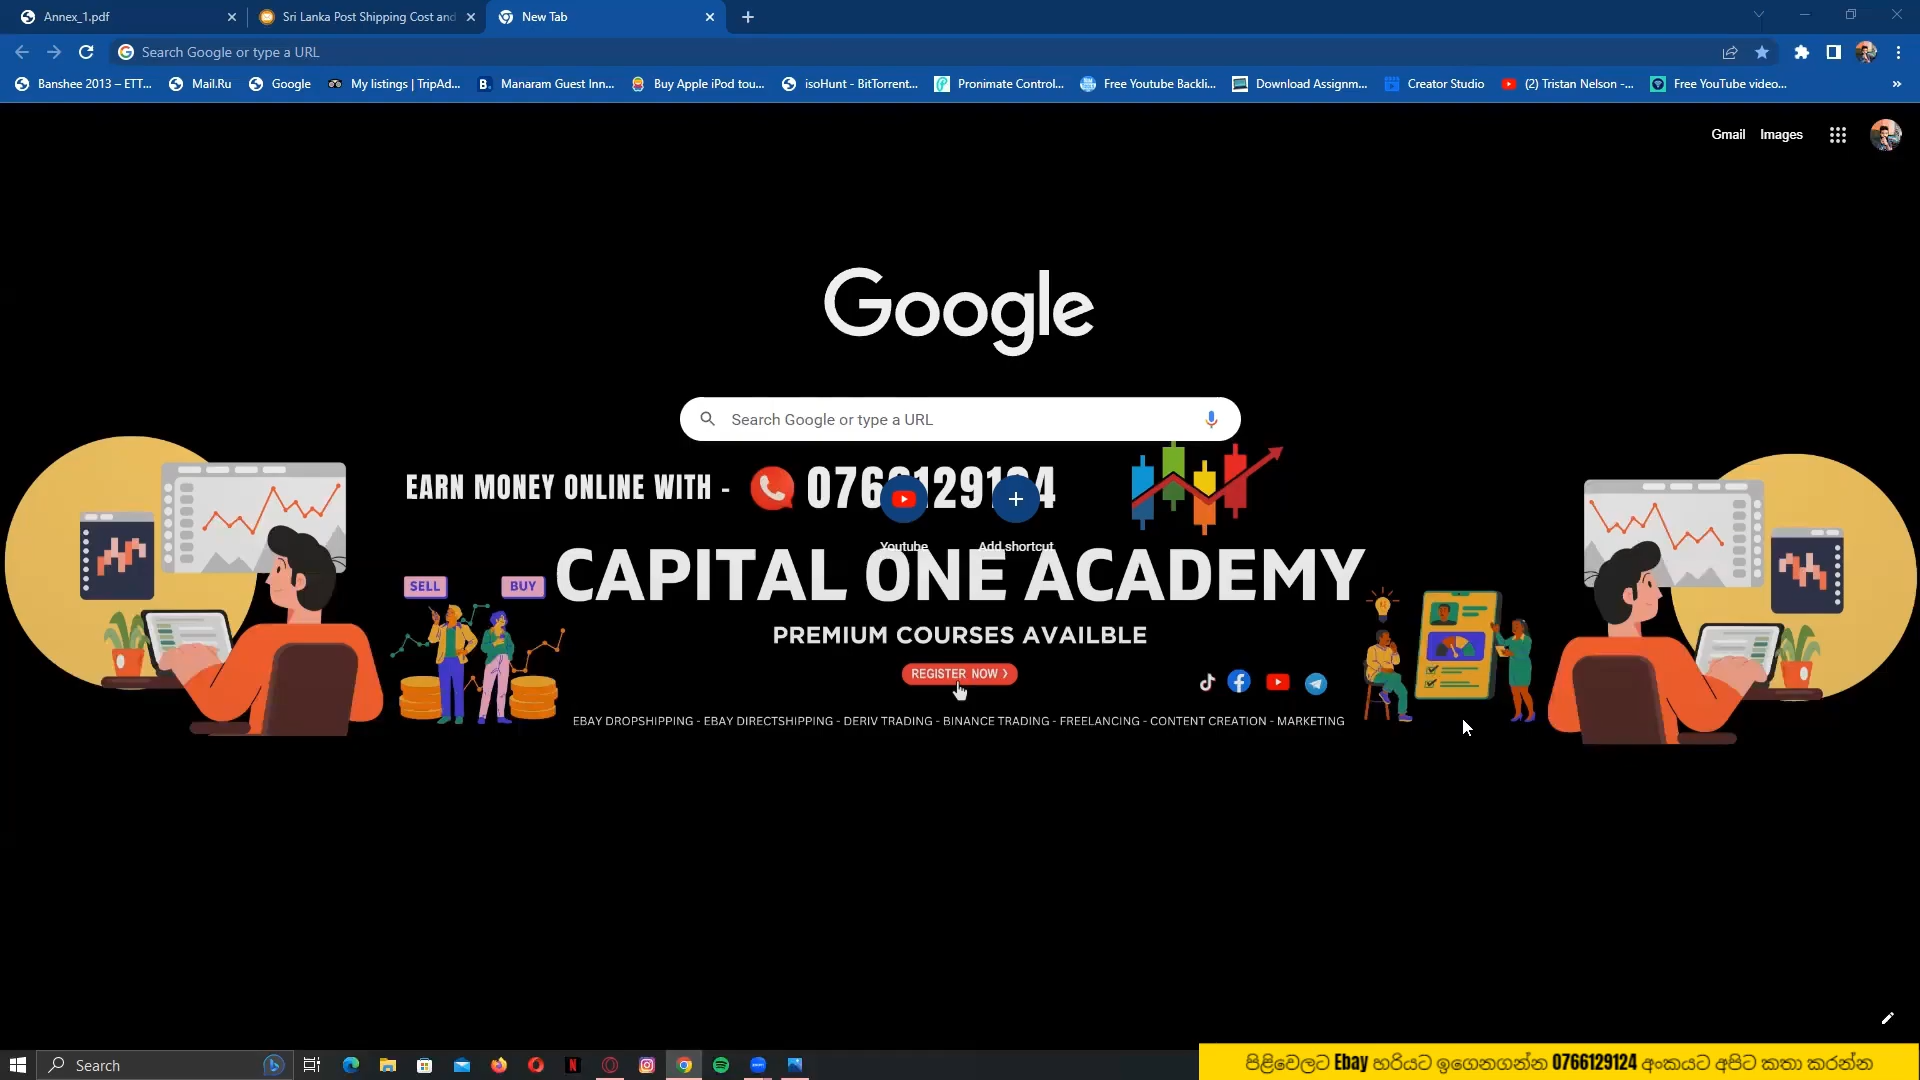 Annex_1.pdf
Sri Lanka Post Shipping Cost and
New Tab
Search Google or type a URL
Banshee 2013 – ETT...
Mail.Ru
Google
My listings | TripAd...
B.
Manaram Guest Inn...
Buy Apple iPod tou...
isoHunt - BitTorrent...
Pronimate Control...
Free Youtube Backli...
Download Assignm...
Creator Studio
(2) Tristan Nelson -...
Free YouTube video...
»
Gmail
Images
Google
Search Google or type a URL
EARN MONEY ONLINE WITH - 0766129124
Youtube
Add shortcut
SELL
BUY
CAPITAL ONE ACADEMY
PREMIUM COURSES AVAILBLE
REGISTER NOW >
EBAY DROPSHIPPING - EBAY DIRECTSHIPPING - DERIV TRADING - BINANCE TRADING - FREELANCING - CONTENT CREATION - MARKETING
Search
පිළිවෙලට Ebay හරියට ඉගෙනගන්න 0766129124 අංකයට අපිට කතා කරන්න